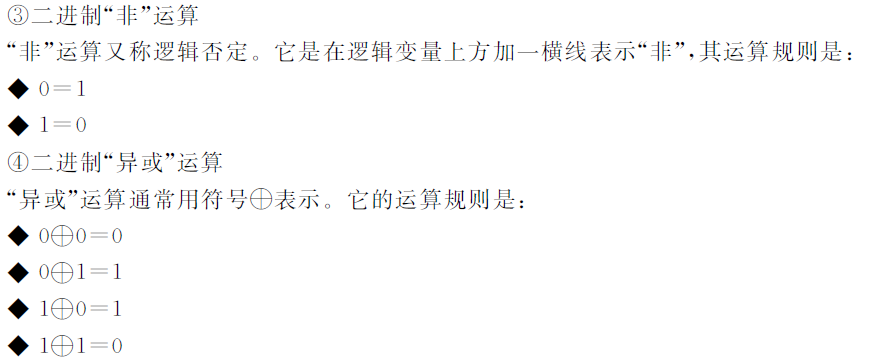 ③二进制“非”运算
“非”运算又称逻辑否定。它是在逻辑变量上方加一横线表示“非”,其运算规则是:
◆ 0=1
◆ 1=0
④二进制“异或”运算
“异或”运算通常用符号⊕表示。它的运算规则是:
◆ 0⊕0=0
◆ 0⊕1=1
◆ 1⊕0=1
◆ 1⊕1=0